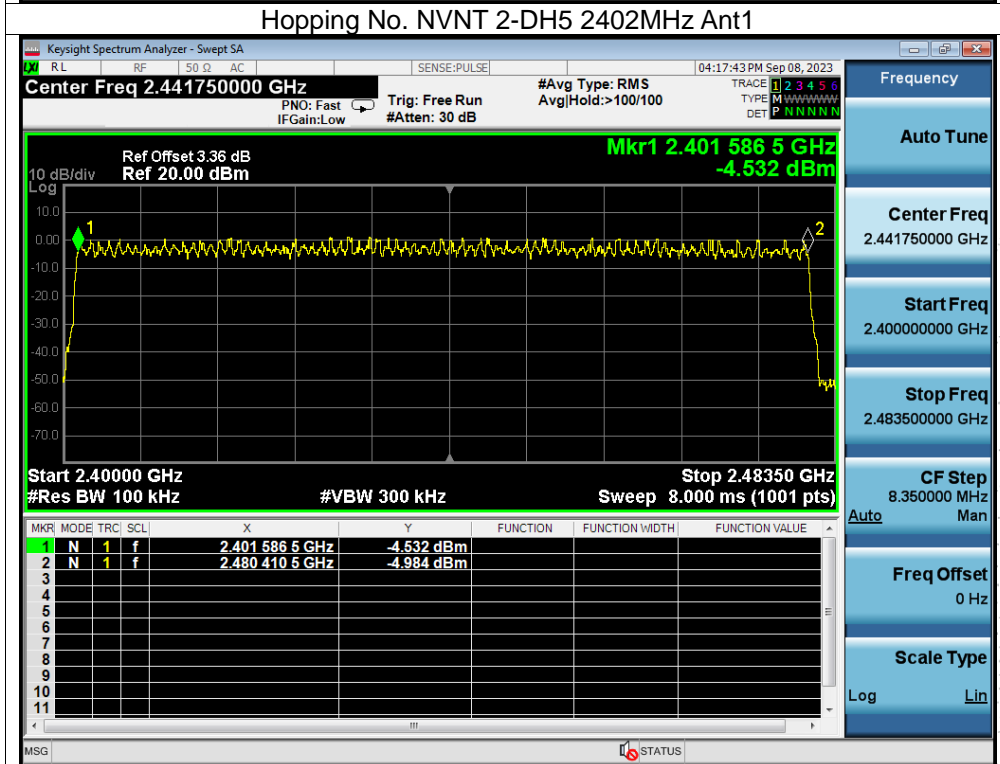 Hopping No. NVNT 2-DH5 2402MHz Ant1
Keysight Spectrum Analyzer - Swept SA
LXI RL RF 50 Ω AC SENSE:PULSE 04:17:43 PM Sep 08, 2023
Center Freq 2.441750000 GHz
PNO: Fast
IFGain:Low
Trig: Free Run
#Atten: 30 dB
#Avg Type: RMS
Avg|Hold:>100/100
TRACE 1 2 3 4 5 6
TYPE M W W W W W
DET P N N N N N
Mkr1 2.401 586 5 GHz
-4.532 dBm
Ref Offset 3.36 dB
10 dB/div Ref 20.00 dBm
Log
10.0
0.00
-10.0
-20.0
-30.0
-40.0
-50.0
-60.0
-70.0
1
2
Start 2.40000 GHz Stop 2.48350 GHz
#Res BW 100 kHz #VBW 300 kHz Sweep 8.000 ms (1001 pts)
MKR MODE TRC SCL X Y FUNCTION FUNCTION WIDTH FUNCTION VALUE
1 N 1 f 2.401 586 5 GHz -4.532 dBm
2 N 1 f 2.480 410 5 GHz -4.984 dBm
3
4
5
6
7
8
9
10
11
MSG STATUS
Frequency
Auto Tune
Center Freq
2.441750000 GHz
Start Freq
2.400000000 GHz
Stop Freq
2.483500000 GHz
CF Step
8.350000 MHz
Auto Man
Freq Offset
0 Hz
Scale Type
Log Lin